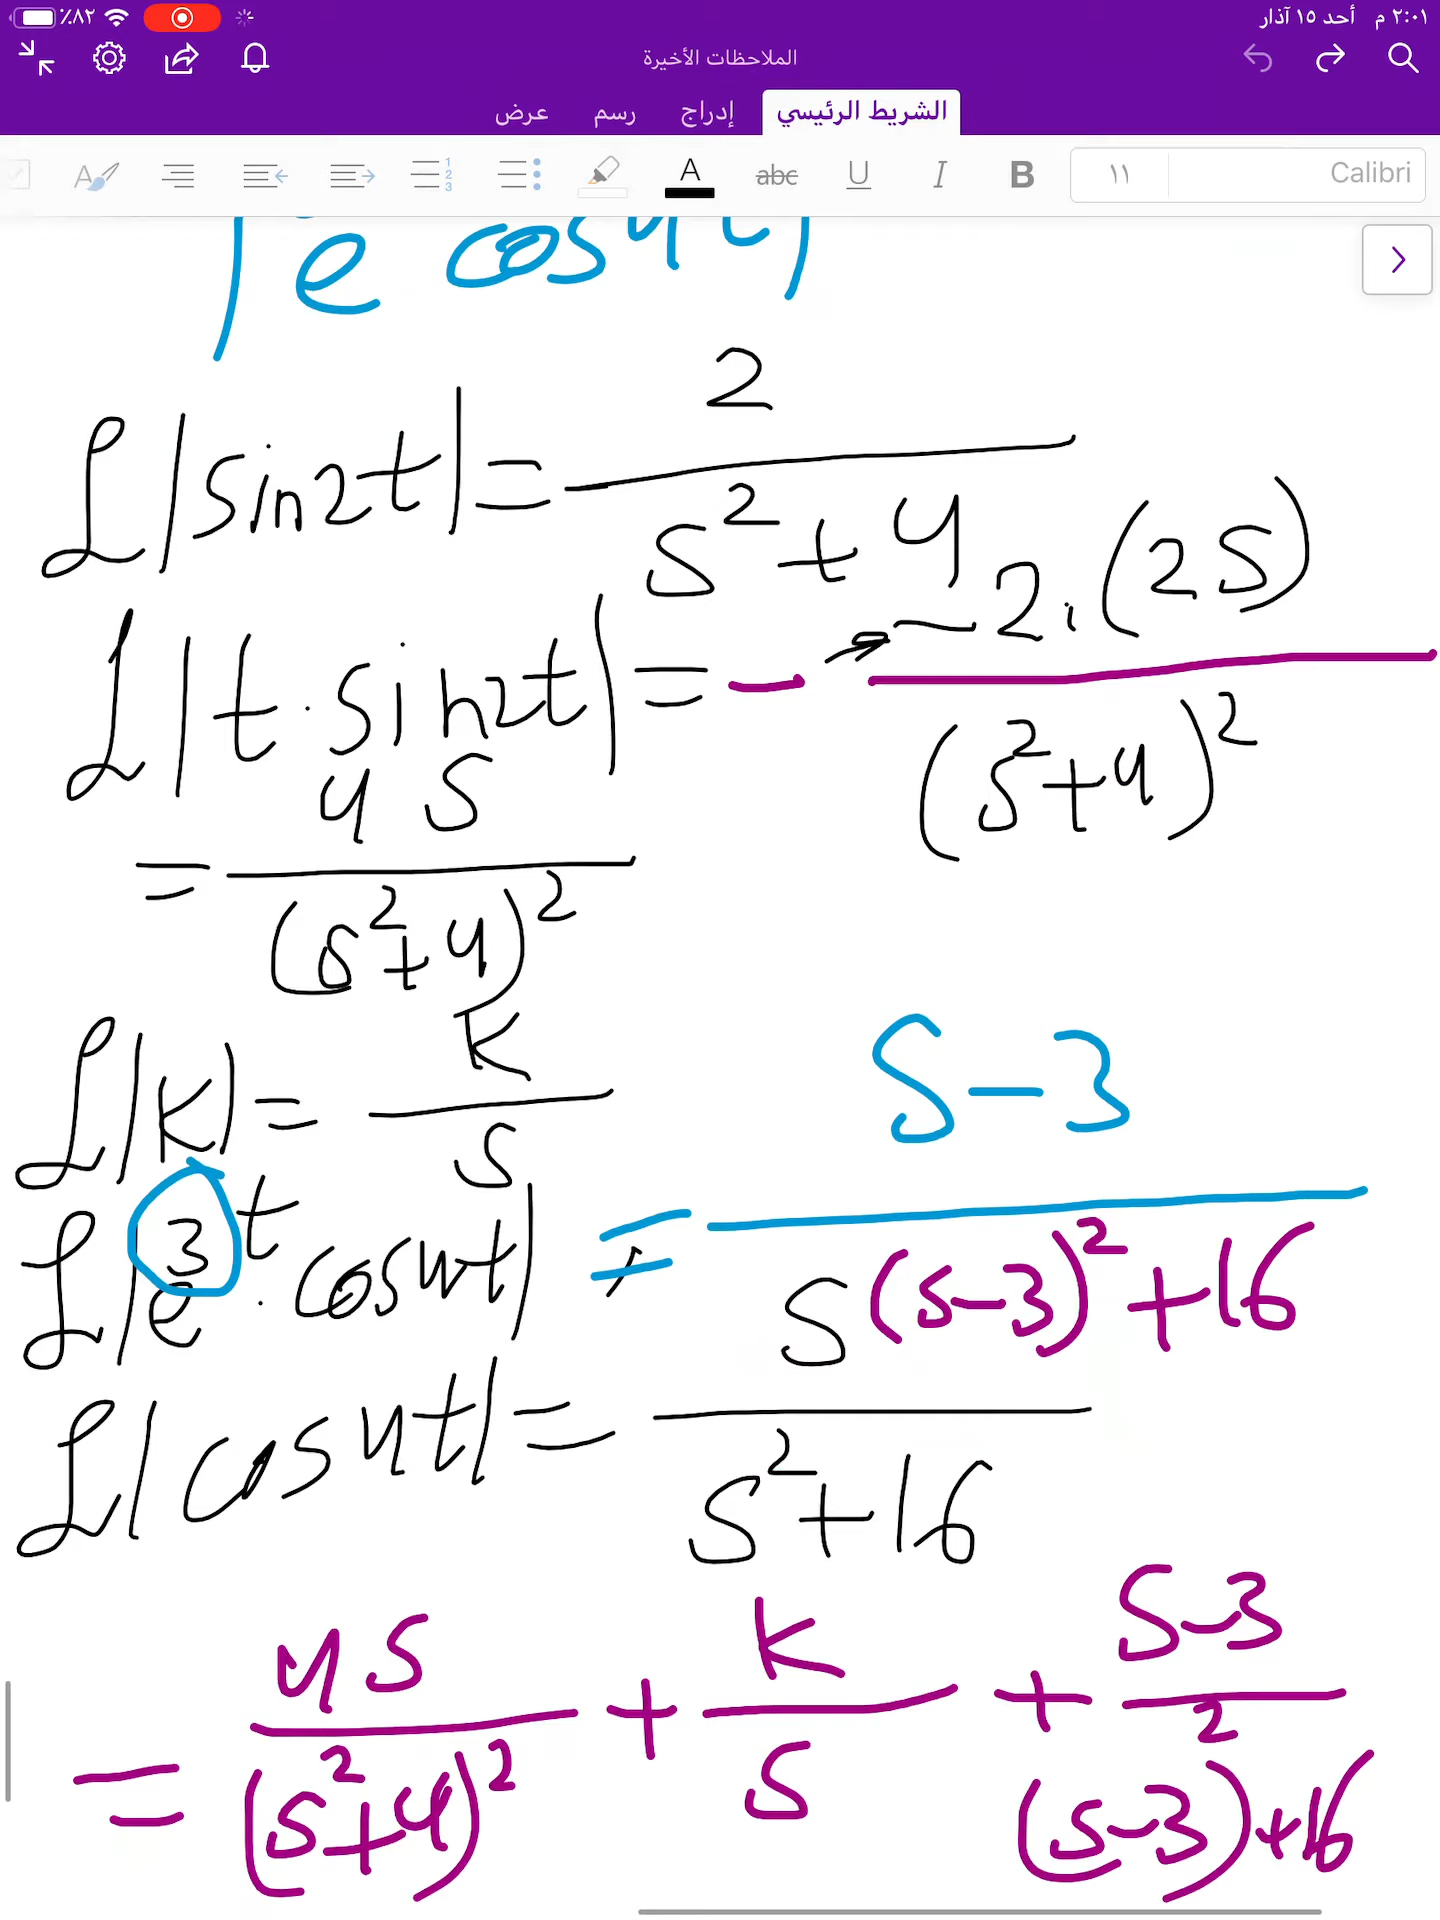 ٪٨٢ ٢:٠١ م أحد ١٥ آذار
الملاحظات الأخيرة
الشريط الرئيسي إدراج رسم عرض
Calibri ١١ B I U abc A
e cos4t
L|sin2t| = 2 / (s² + 4)
L|t·sin2t| = - (-2·(2s)) / (s²+4)²
= 4s / (s²+4)²
L|k| = k / s
L|e^3t · cos4t| = (s-3) / ((s-3)² + 16)
L|cos4t| = s / (s²+16)
= 4s / (s²+4)² + k / s + (s-3) / ((s-3)²+16)